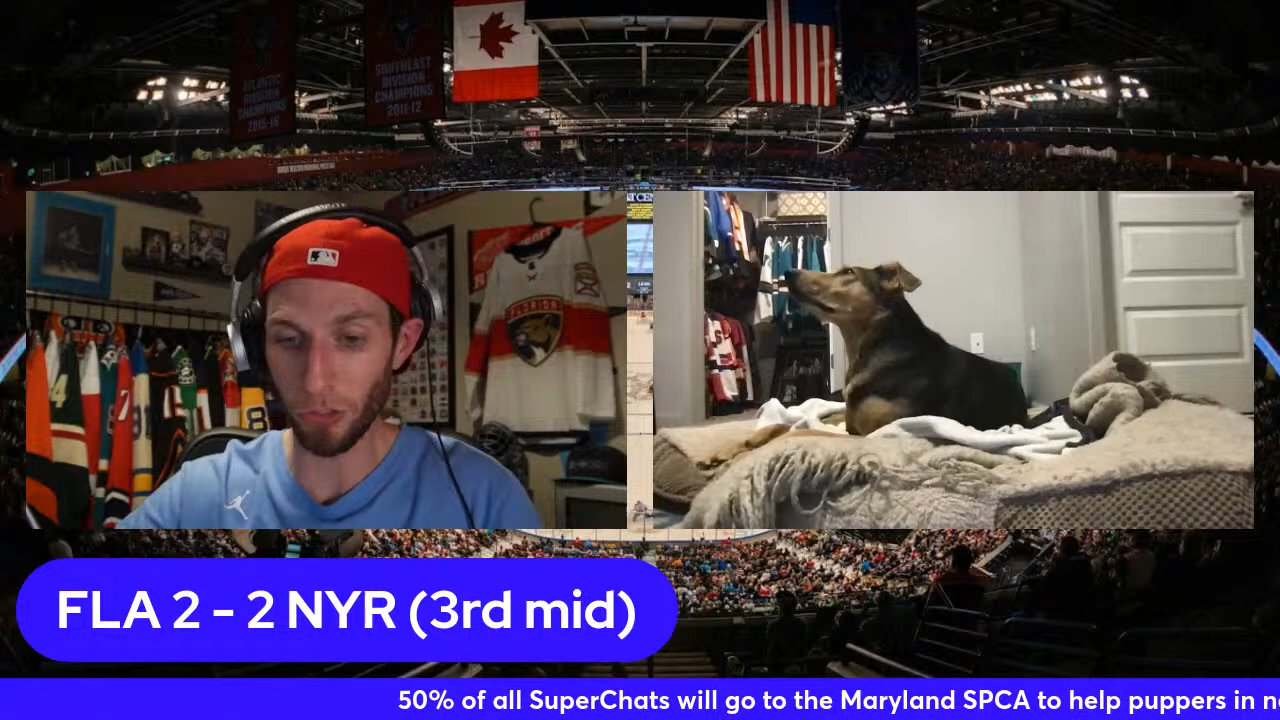 SOUTHEAST
DIVISION
CHAMPIONS
2011-12
ATLANTIC
DIVISION
CHAMPIONS
2015-16
FLORIDA
FLA 2 - 2 NYR (3rd mid)
50% of all SuperChats will go to the Maryland SPCA to help puppers in n